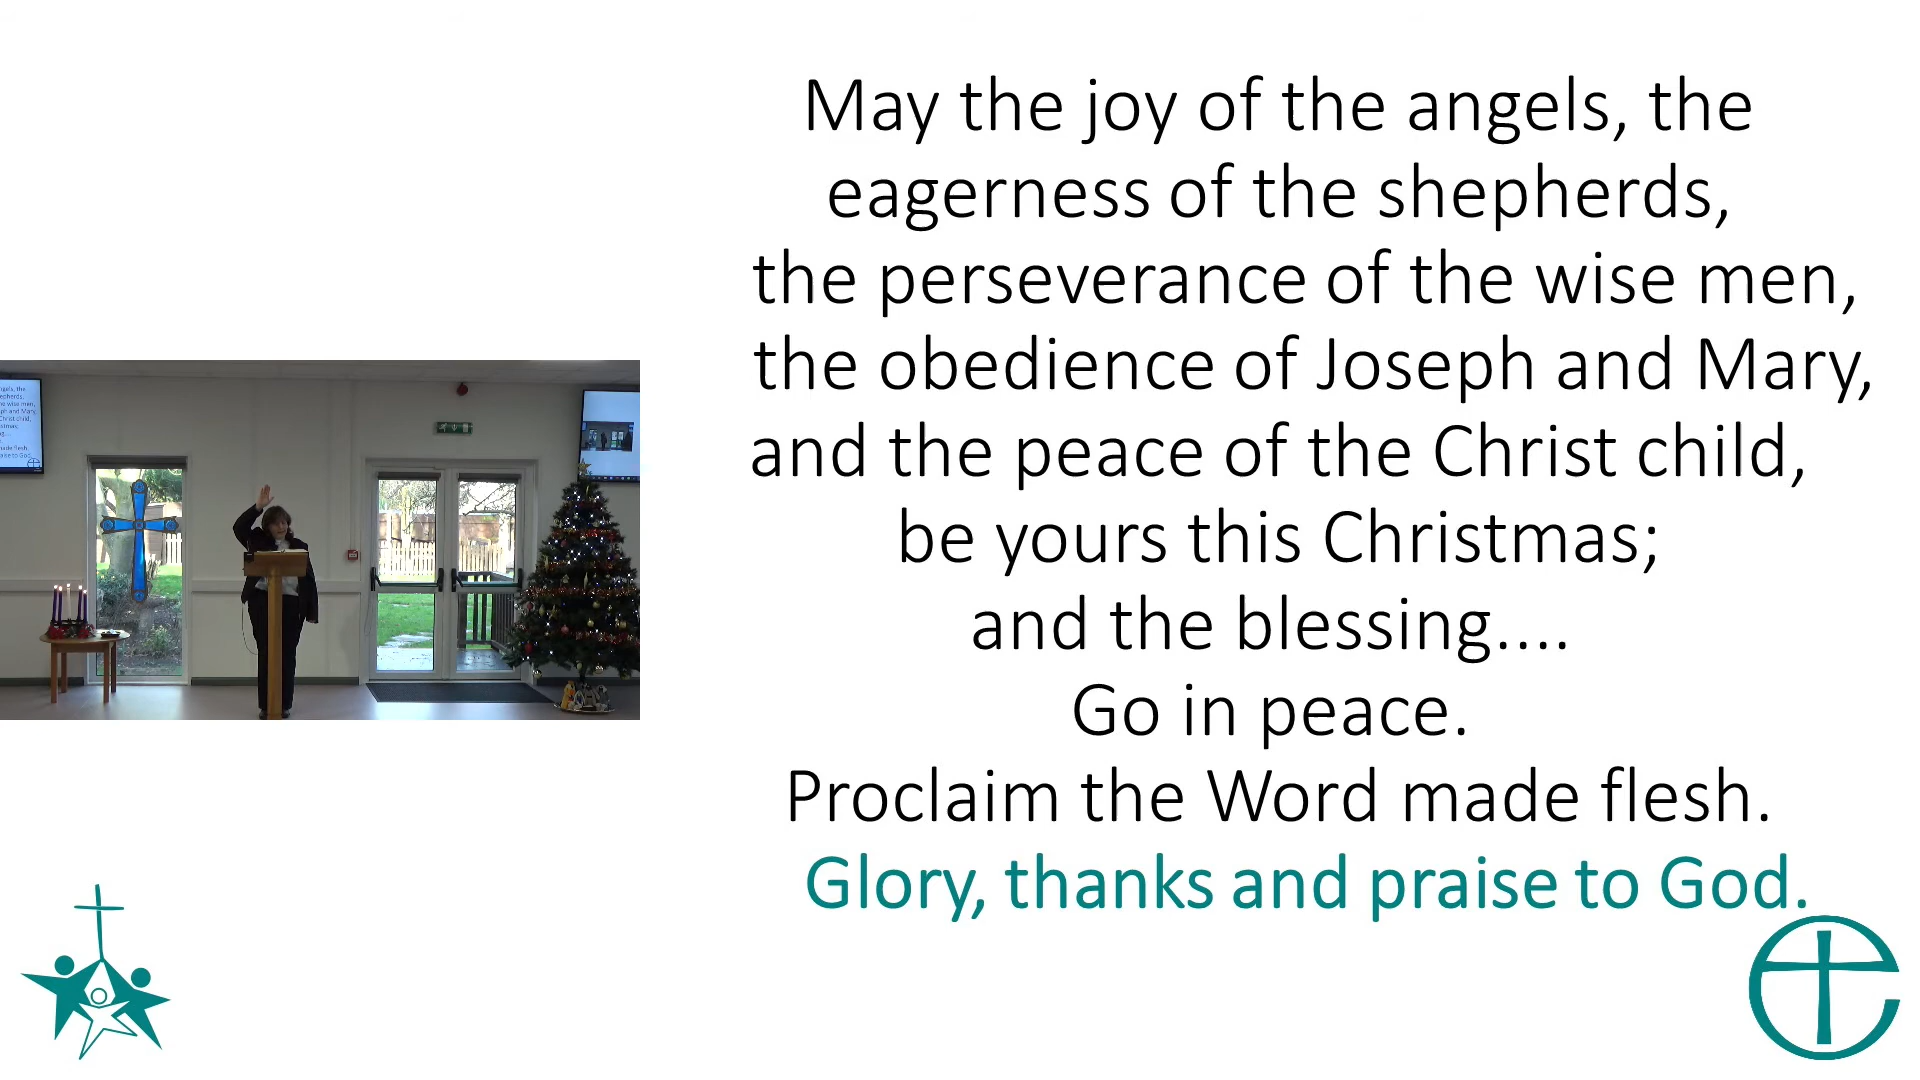 May the joy of the angels, the
eagerness of the shepherds,
the perseverance of the wise men,
the obedience of Joseph and Mary,
and the peace of the Christ child,
be yours this Christmas;
and the blessing....
Go in peace.
Proclaim the Word made flesh.
Glory, thanks and praise to God.